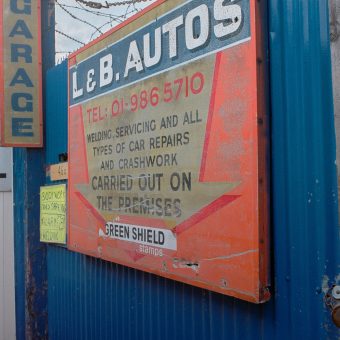 GARAGE
L & B. AUTOS
TEL: 01-986 5710
WELDING, SERVICING AND ALL
TYPES OF CAR REPAIRS
AND CRASHWORK
CARRIED OUT ON
THE PREMISES
GREEN SHIELD
stamps